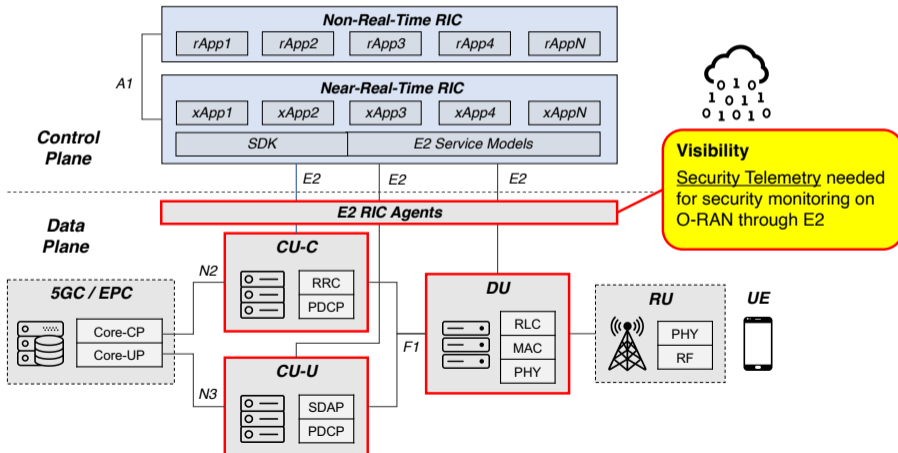 Non-Real-Time RIC
rApp1 rApp2 rApp3 rApp4 rAppN
A1
Near-Real-Time RIC
xApp1 xApp2 xApp3 xApp4 xAppN
SDK E2 Service Models
Control
Plane
0 1 0
1 0 1 1
0 1 0 1 0
Visibility
Security Telemetry needed
for security monitoring on
O-RAN through E2
E2 E2 E2
E2 RIC Agents
Data
Plane
CU-C
RRC
PDCP
N2
5GC / EPC
Core-CP
Core-UP
N3
CU-U
SDAP
PDCP
F1
DU
RLC
MAC
PHY
RU
PHY
RF
UE